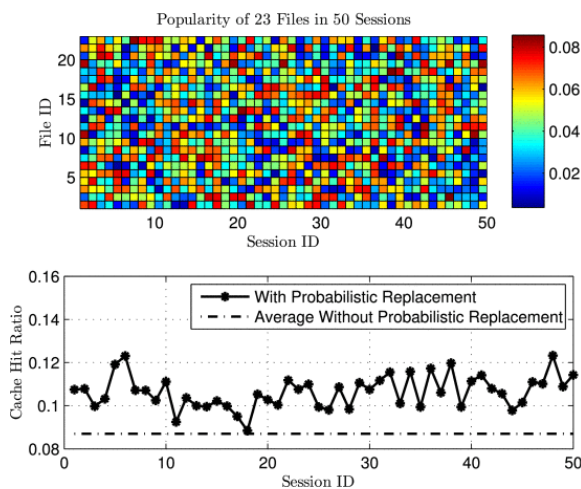 Popularity of 23 Files in 50 Sessions
File ID
20
15
10
5
10 20 30 40 50
Session ID
0.08
0.06
0.04
0.02
Cache Hit Ratio
0.16
0.14
0.12
0.1
0.08
With Probabilistic Replacement
Average Without Probabilistic Replacement
0 10 20 30 40 50
Session ID